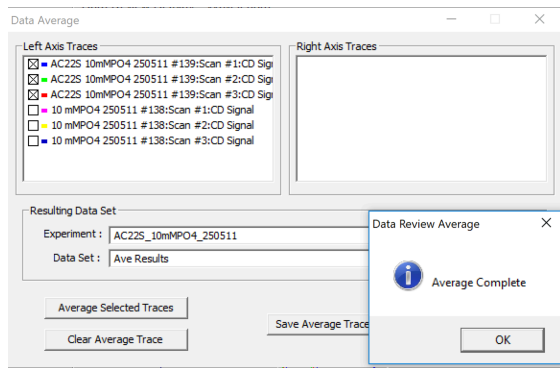 Data Average
Left Axis Traces
Right Axis Traces
AC22S 10mMPO4 250511 #139:Scan #1:CD Sig
AC22S 10mMPO4 250511 #139:Scan #2:CD Sig
AC22S 10mMPO4 250511 #139:Scan #3:CD Sig
10 mMPO4 250511 #138:Scan #1:CD Signal
10 mMPO4 250511 #138:Scan #2:CD Signal
10 mMPO4 250511 #138:Scan #3:CD Signal
Resulting Data Set
Experiment : AC22S_10mMPO4_250511
Data Set : Ave Results
Average Selected Traces
Clear Average Trace
Save Average Trace
Data Review Average
Average Complete
OK